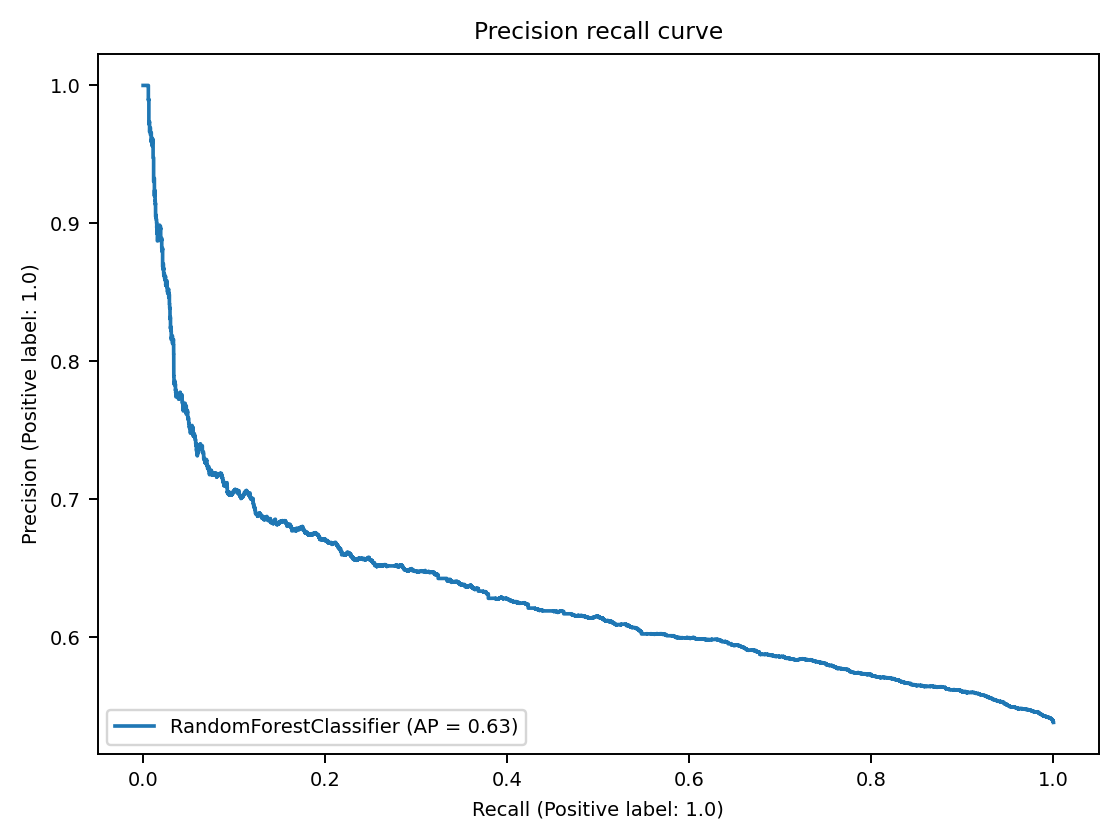 Precision recall curve
1.0
0.9
0.8
0.7
0.6
Precision (Positive label: 1.0)
RandomForestClassifier (AP = 0.63)
0.0 0.2 0.4 0.6 0.8 1.0
Recall (Positive label: 1.0)